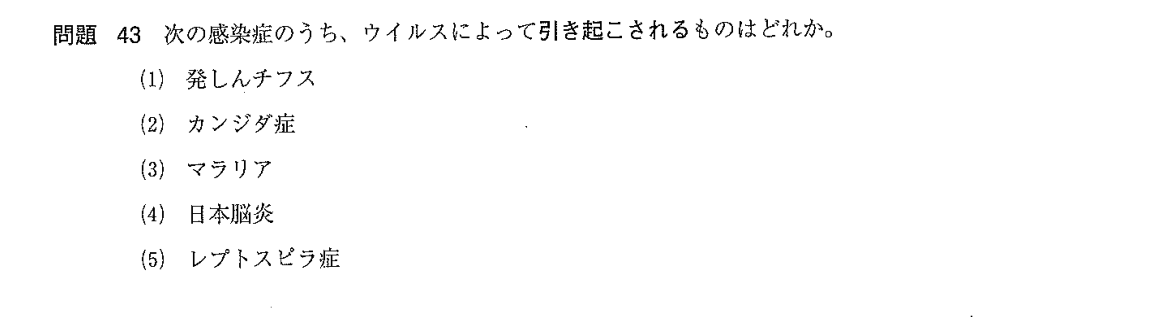 問題 43 次の感染症のうち、ウイルスによって引き起こされるものはどれか。
(1) 発しんチフス
(2) カンジダ症
(3) マラリア
(4) 日本脳炎
(5) レプトスピラ症